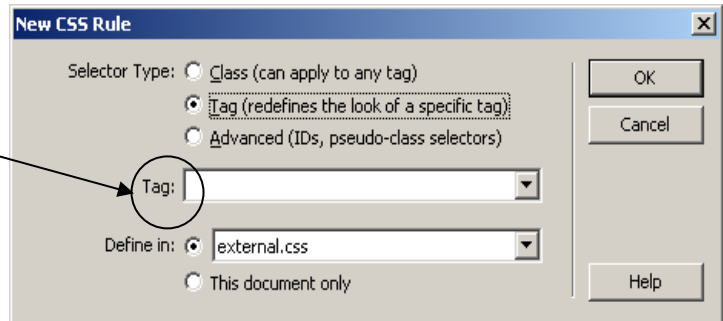 New CSS Rule
Selector Type: Class (can apply to any tag)
Tag (redefines the look of a specific tag)
Advanced (IDs, pseudo-class selectors)
OK
Cancel
Tag:
Define in: external.css
This document only
Help